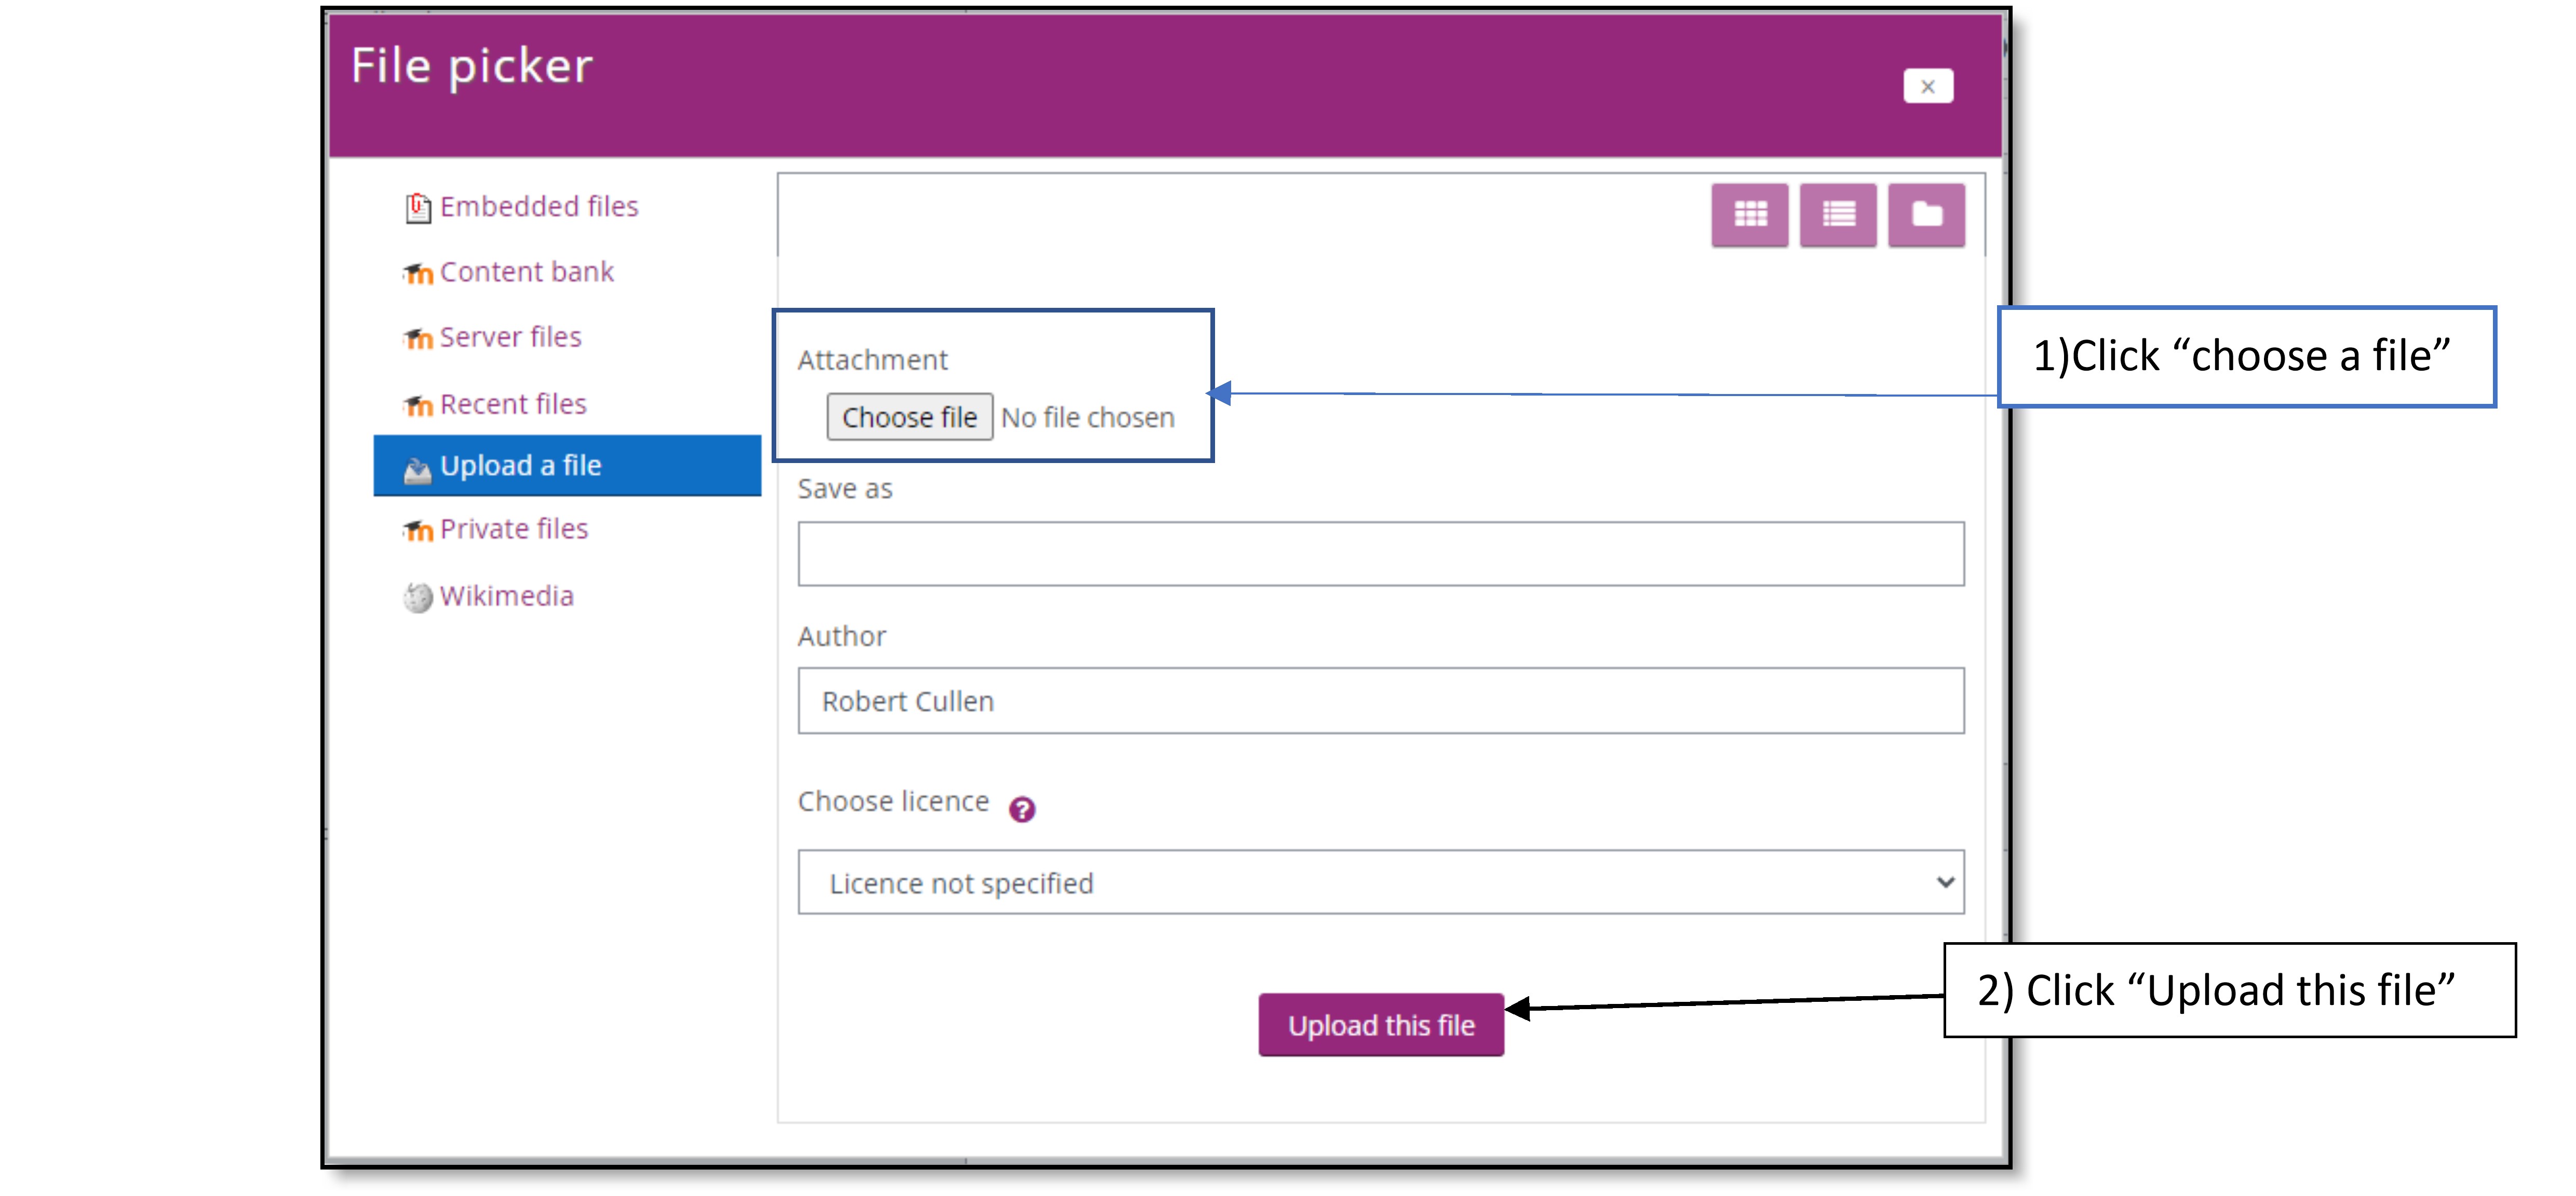 File picker
×
Embedded files
Content bank
Server files
Recent files
Upload a file
Private files
Wikimedia
Attachment
Choose file No file chosen
Save as
Author
Robert Cullen
Choose licence ?
Licence not specified
Upload this file
1)Click “choose a file”
2) Click “Upload this file”